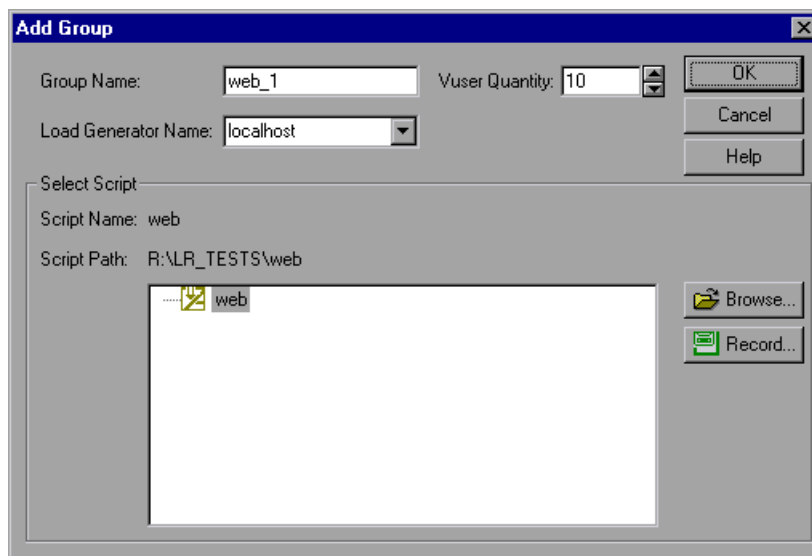 Add Group
Group Name: web_1 Vuser Quantity: 10 OK
Cancel
Load Generator Name: localhost
Help
Select Script
Script Name: web
Script Path: R:\LR_TESTS\web
web
Browse...
Record...